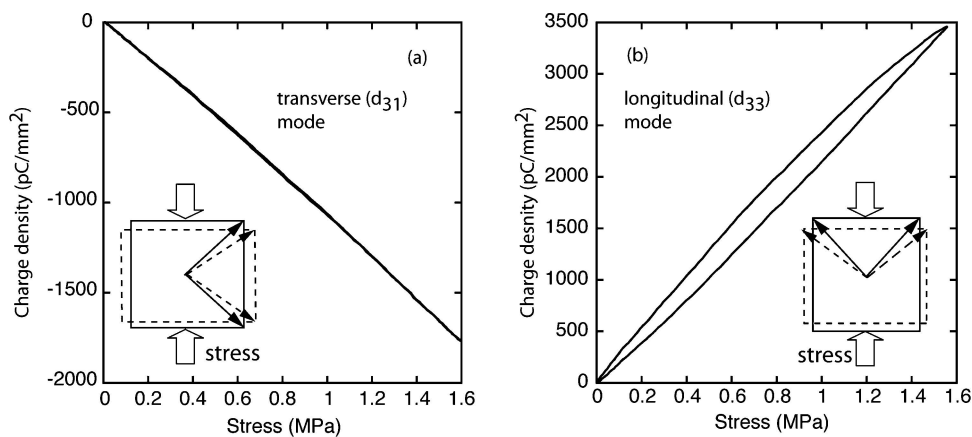 (a)
transverse (d31)
mode
stress
0
-500
-1000
-1500
-2000
Charge density (pC/mm²)
0 0.2 0.4 0.6 0.8 1 1.2 1.4 1.6
Stress (MPa)
(b)
longitudinal (d33)
mode
stress
3500
3000
2500
2000
1500
1000
500
0
Charge desnity (pC/mm²)
0 0.2 0.4 0.6 0.8 1 1.2 1.4 1.6
Stress (MPa)